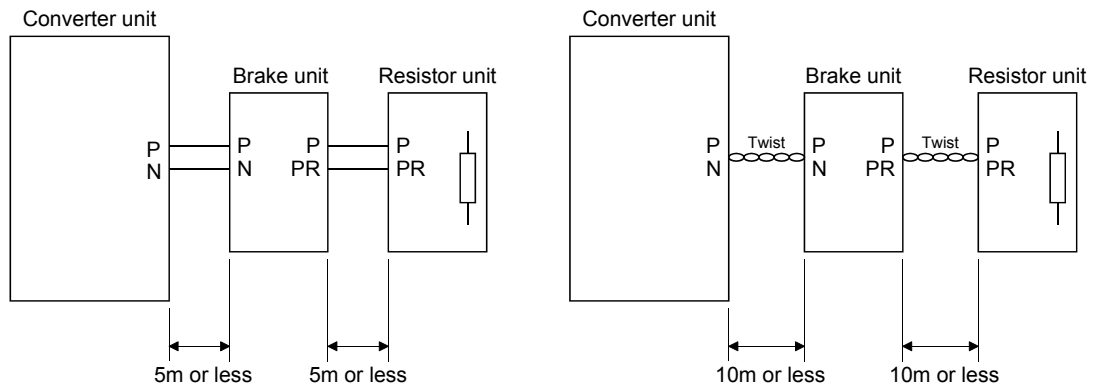 Converter unit
Brake unit
Resistor unit
P
N
P
N
P
PR
P
PR
5m or less
5m or less
Converter unit
Brake unit
Resistor unit
P
N
Twist
P
N
P
PR
Twist
P
PR
10m or less
10m or less